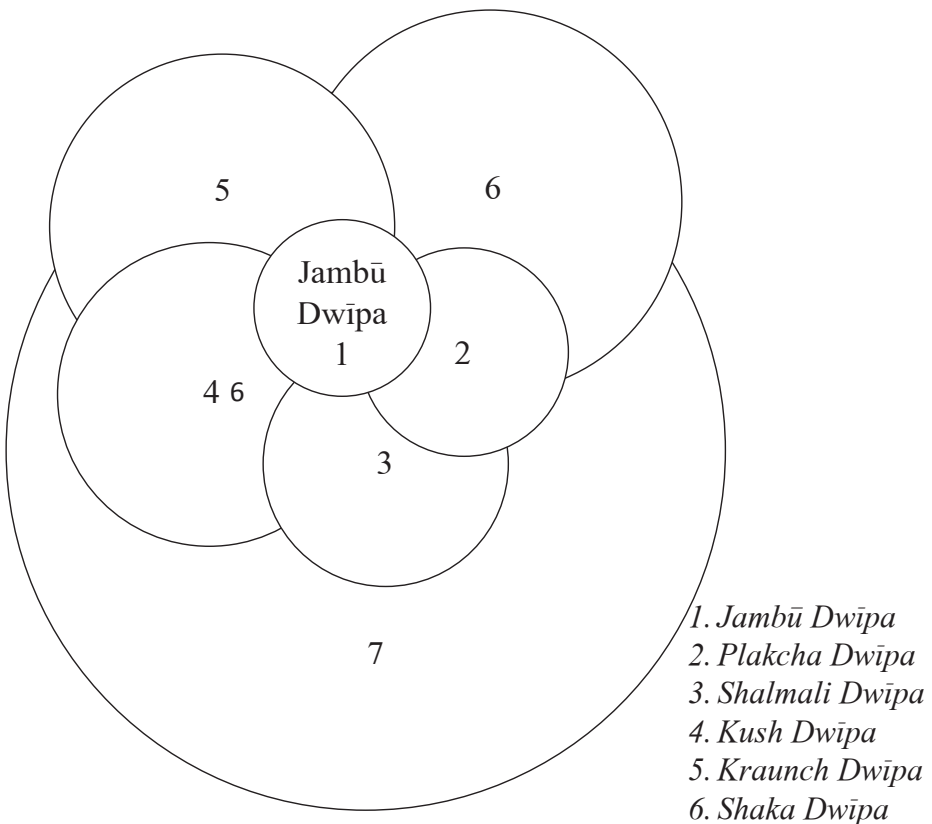 5
6
Jambū
Dwīpa
1
2
4 6
3
7
1. Jambū Dwīpa
2. Plakcha Dwīpa
3. Shalmali Dwīpa
4. Kush Dwīpa
5. Kraunch Dwīpa
6. Shaka Dwīpa